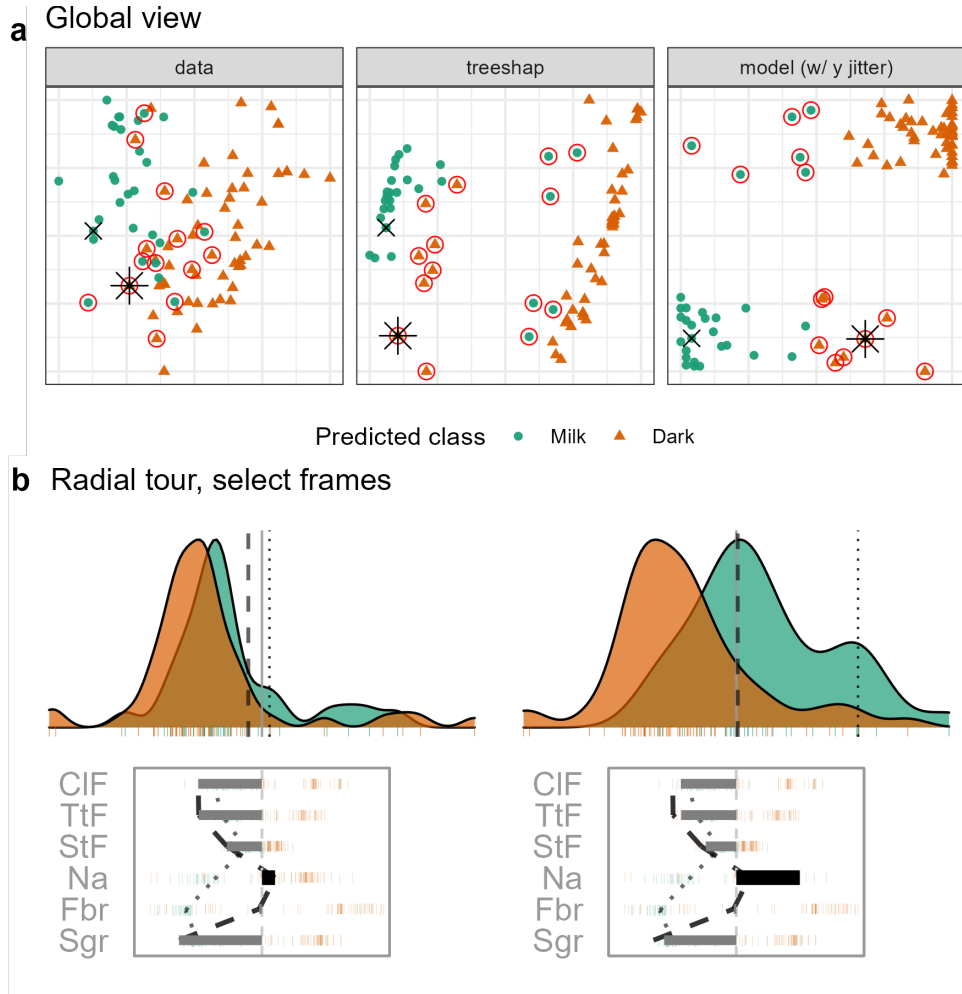 a Global view
data treeshap model (w/ y jitter)
Predicted class Milk Dark
b Radial tour, select frames
ClF ClF
TtF TtF
StF StF
Na Na
Fbr Fbr
Sgr Sgr